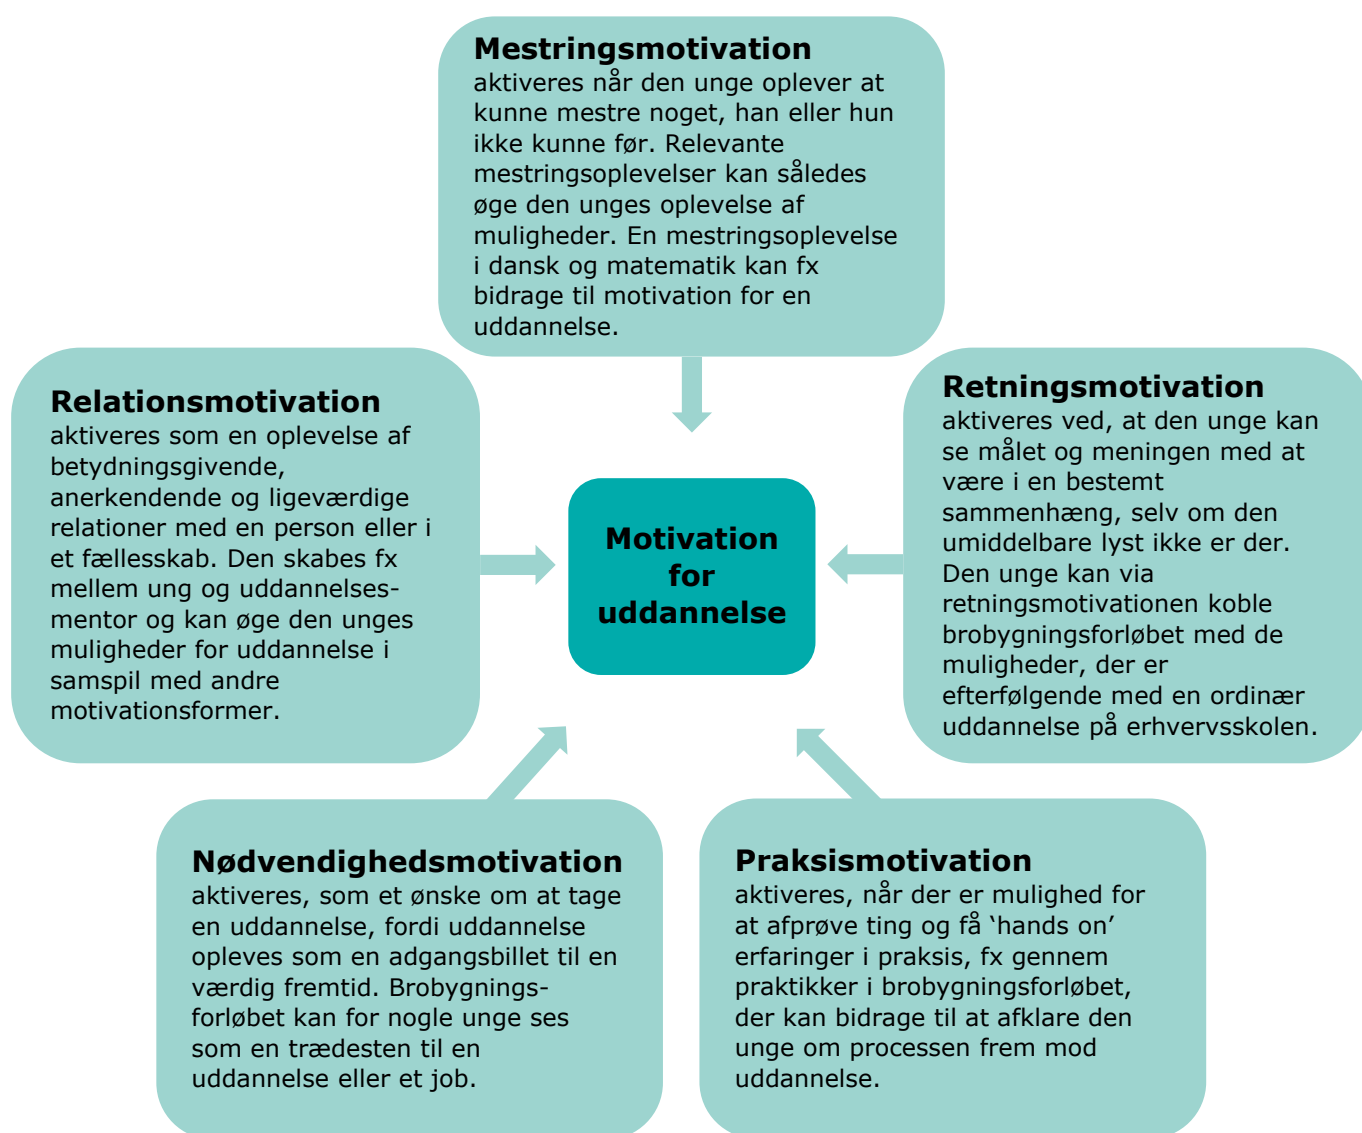 Mestringsmotivation
aktiveres når den unge oplever at
kunne mestre noget, han eller hun
ikke kunne før. Relevante
mestringsoplevelser kan således
øge den unges oplevelse af
muligheder. En mestringsoplevelse
i dansk og matematik kan fx
bidrage til motivation for en
uddannelse.
Relationsmotivation
aktiveres som en oplevelse af
betydningsgivende,
anerkendende og ligeværdige
relationer med en person eller i
et fællesskab. Den skabes fx
mellem ung og uddannelses-
mentor og kan øge den unges
muligheder for uddannelse i
samspil med andre
motivationsformer.
Motivation
for
uddannelse
Retningsmotivation
aktiveres ved, at den unge kan
se målet og meningen med at
være i en bestemt
sammenhæng, selv om den
umiddelbare lyst ikke er der.
Den unge kan via
retningsmotivationen koble
brobygningsforløbet med de
muligheder, der er
efterfølgende med en ordinær
uddannelse på erhvervsskolen.
Nødvendighedsmotivation
aktiveres, som et ønske om at tage
en uddannelse, fordi uddannelse
opleves som en adgangsbillet til en
værdig fremtid. Brobygnings-
forløbet kan for nogle unge ses
som en trædesten til en
uddannelse eller et job.
Praksismotivation
aktiveres, når der er mulighed for
at afprøve ting og få ‘hands on’
erfaringer i praksis, fx gennem
praktikker i brobygningsforløbet,
der kan bidrage til at afklare den
unge om processen frem mod
uddannelse.